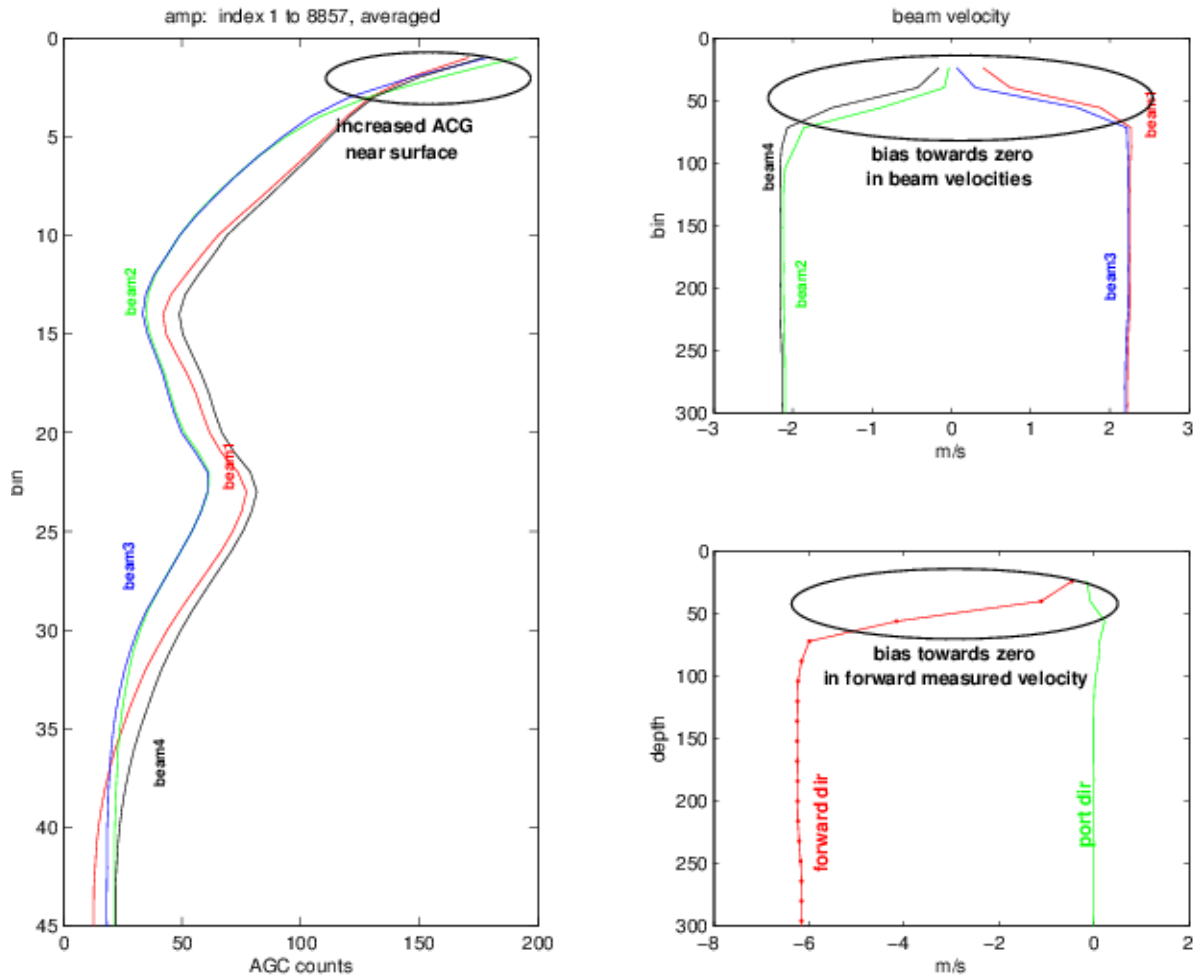 amp: index 1 to 8857, averaged
0
5
10
15
20
25
30
35
40
45
bin
0
50
100
150
200
AGC counts
increased ACG
near surface
beam2
beam1
beam3
beam4
beam velocity
0
50
100
150
200
250
300
bin
−3
−2
−1
0
1
2
3
m/s
bias towards zero
in beam velocities
beam4
beam2
beam3
beam1
0
50
100
150
200
250
300
depth
−8
−6
−4
−2
0
2
m/s
bias towards zero
in forward measured velocity
forward dir
port dir